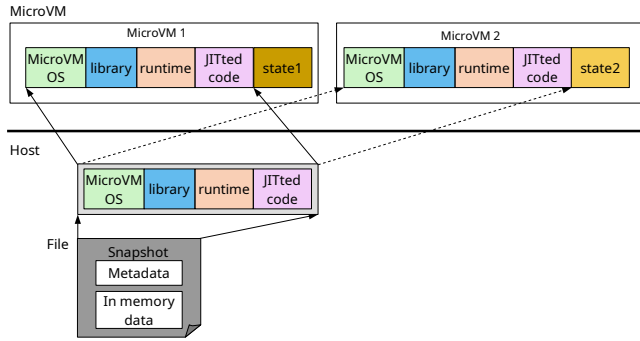 MicroVM
MicroVM 1
MicroVM 2
MicroVM
OS
library
runtime
JITted
code
state1
MicroVM
OS
library
runtime
JITted
code
state2
Host
MicroVM
OS
library
runtime
JITted
code
File
Snapshot
Metadata
In memory
data